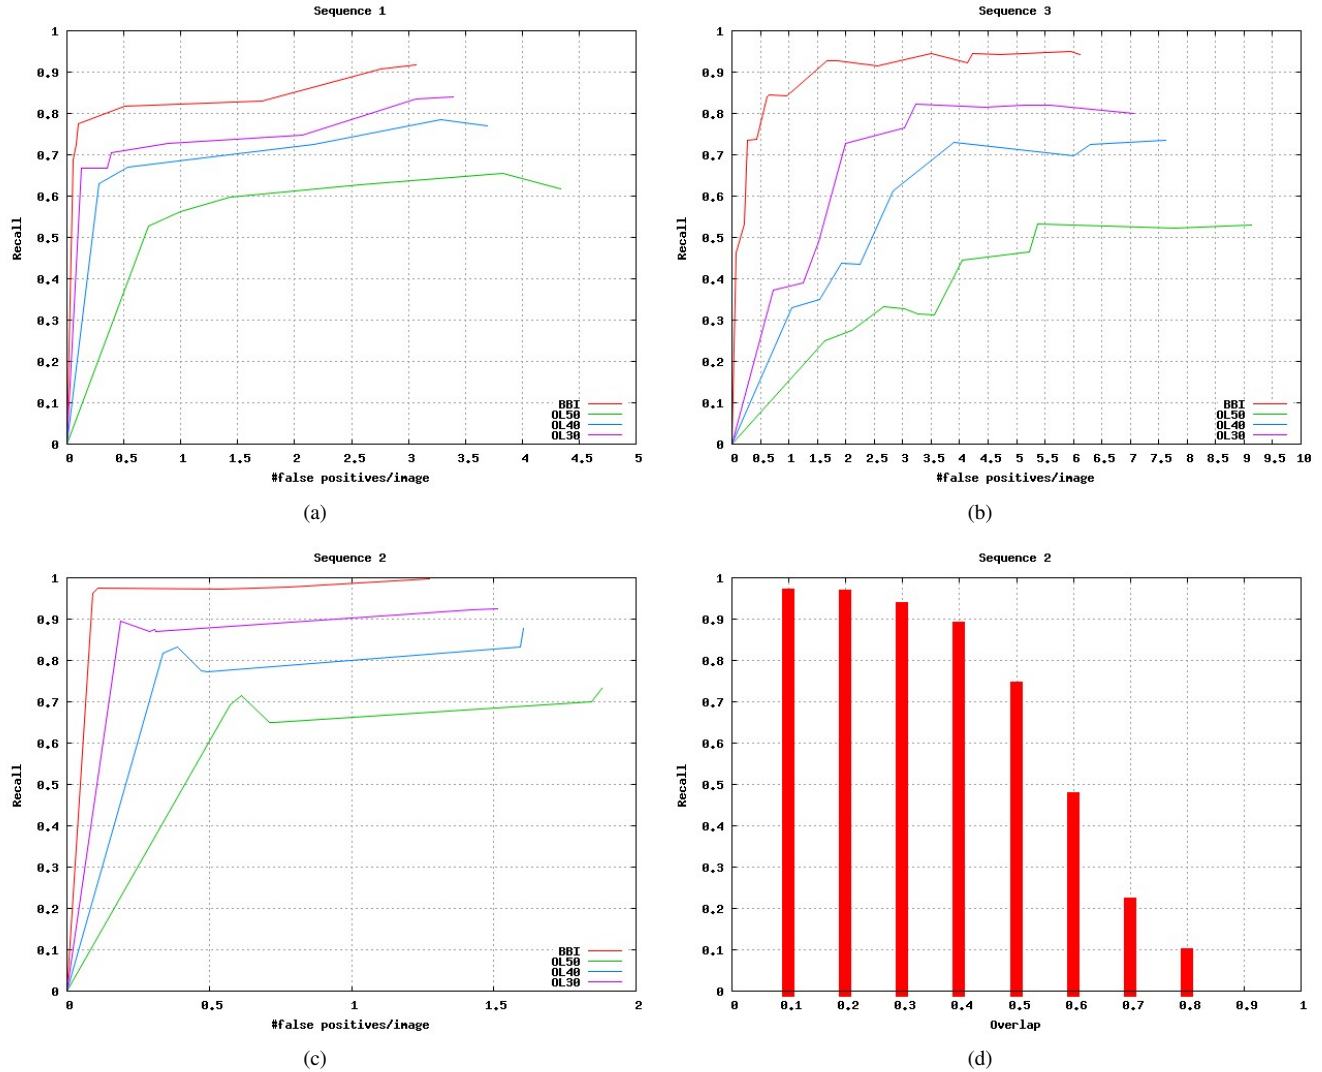 Sequence 1
1
0.9
0.8
0.7
0.6
0.5
0.4
0.3
0.2
0.1
0
Recall
BBI
OL50
OL40
OL30
0 0.5 1 1.5 2 2.5 3 3.5 4 4.5 5
#false positives/image
(a)
Sequence 3
1
0.9
0.8
0.7
0.6
0.5
0.4
0.3
0.2
0.1
0
Recall
BBI
OL50
OL40
OL30
0 0.5 1 1.5 2 2.5 3 3.5 4 4.5 5 5.5 6 6.5 7 7.5 8 8.5 9 9.5 10
#false positives/image
(b)
Sequence 2
1
0.9
0.8
0.7
0.6
0.5
0.4
0.3
0.2
0.1
0
Recall
BBI
OL50
OL40
OL30
0 0.5 1 1.5 2
#false positives/image
(c)
Sequence 2
1
0.9
0.8
0.7
0.6
0.5
0.4
0.3
0.2
0.1
0
Recall
0 0.1 0.2 0.3 0.4 0.5 0.6 0.7 0.8 0.9 1
Overlap
(d)